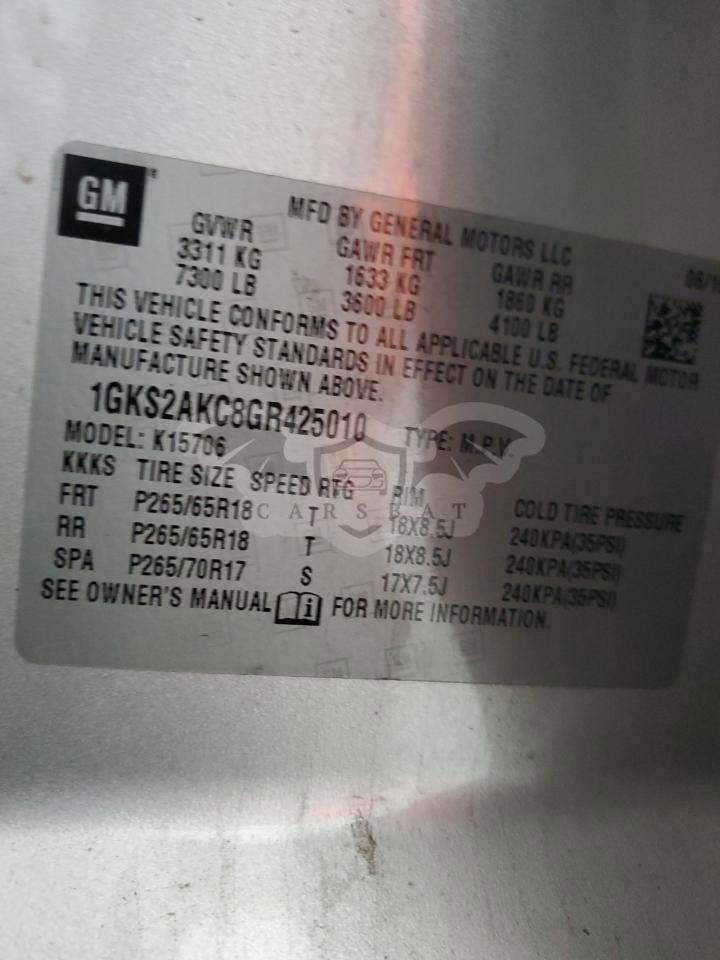 GM
MFD BY GENERAL MOTORS LLC
GVWR GAWR FRT GAWR RR
3311 KG 1633 KG 1860 KG 06/1
7300 LB 3600 LB 4100 LB
THIS VEHICLE CONFORMS TO ALL APPLICABLE U.S. FEDERAL MOTOR
VEHICLE SAFETY STANDARDS IN EFFECT ON THE DATE OF
MANUFACTURE SHOWN ABOVE.
1GKS2AKC8GR425010 TYPE: M.P.V.
MODEL: K15706
KKKS TIRE SIZE SPEED RTG RIM COLD TIRE PRESSURE
FRT P265/65R18 T 18X8.5J 240KPA(35PSI)
RR P265/65R18 T 18X8.5J 240KPA(35PSI)
SPA P265/70R17 S 17X7.5J 240KPA(35PSI)
SEE OWNER'S MANUAL FOR MORE INFORMATION.
CARSBAT